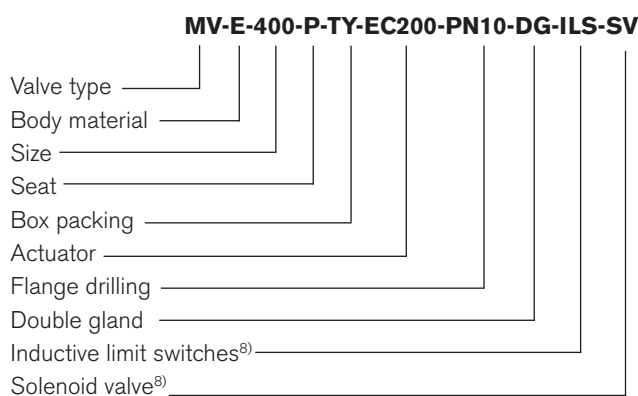 MV-E-400-P-TY-EC200-PN10-DG-ILS-SV
Valve type
Body material
Size
Seat
Box packing
Actuator
Flange drilling
Double gland
Inductive limit switches⁸⁾
Solenoid valve⁸⁾